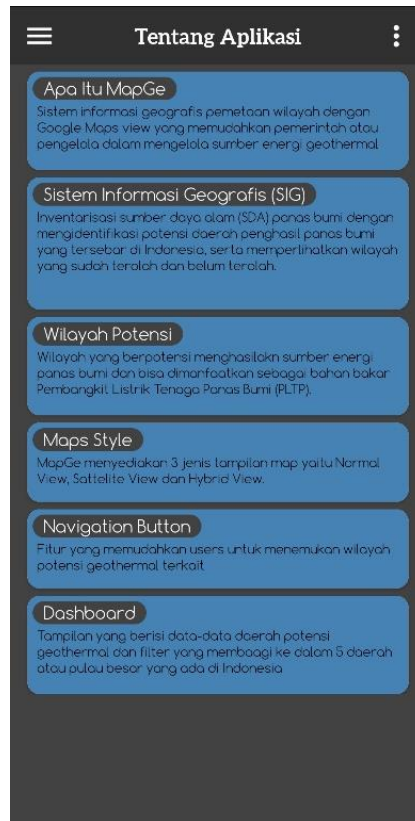 Tentang Aplikasi
Apa Itu MapGe
Sistem informasi geografis pemetaan wilayah dengan
Google Maps view yang memudahkan pemerintah atau
pengelola dalam mengelola sumber energi geothermal
Sistem Informasi Geografis (SIG)
Inventarisasi sumber daya alam (SDA) panas bumi dengan
mengidentifikasi potensi daerah penghasil panas bumi
yang tersebar di Indonesia, serta memperlihatkan wilayah
yang sudah terolah dan belum terolah.
Wilayah Potensi
Wilayah yang berpotensi menghasilakn sumber energi
panas bumi dan bisa dimanfaatkan sebagai bahan bakar
Pembangkit Listrik Tenaga Panas Bumi (PLTP).
Maps Style
MapGe menyediakan 3 jenis tampilan map yaitu Normal
View, Sattelite View dan Hybrid View.
Navigation Button
Fitur yang memudahkan users untuk menemukan wilayah
potensi geothermal terkait
Dashboard
Tampilan yang berisi data-data daerah potensi
geothermal dan filter yang membaagi ke dalam 5 daerah
atau pulau besar yang ada di Indonesia